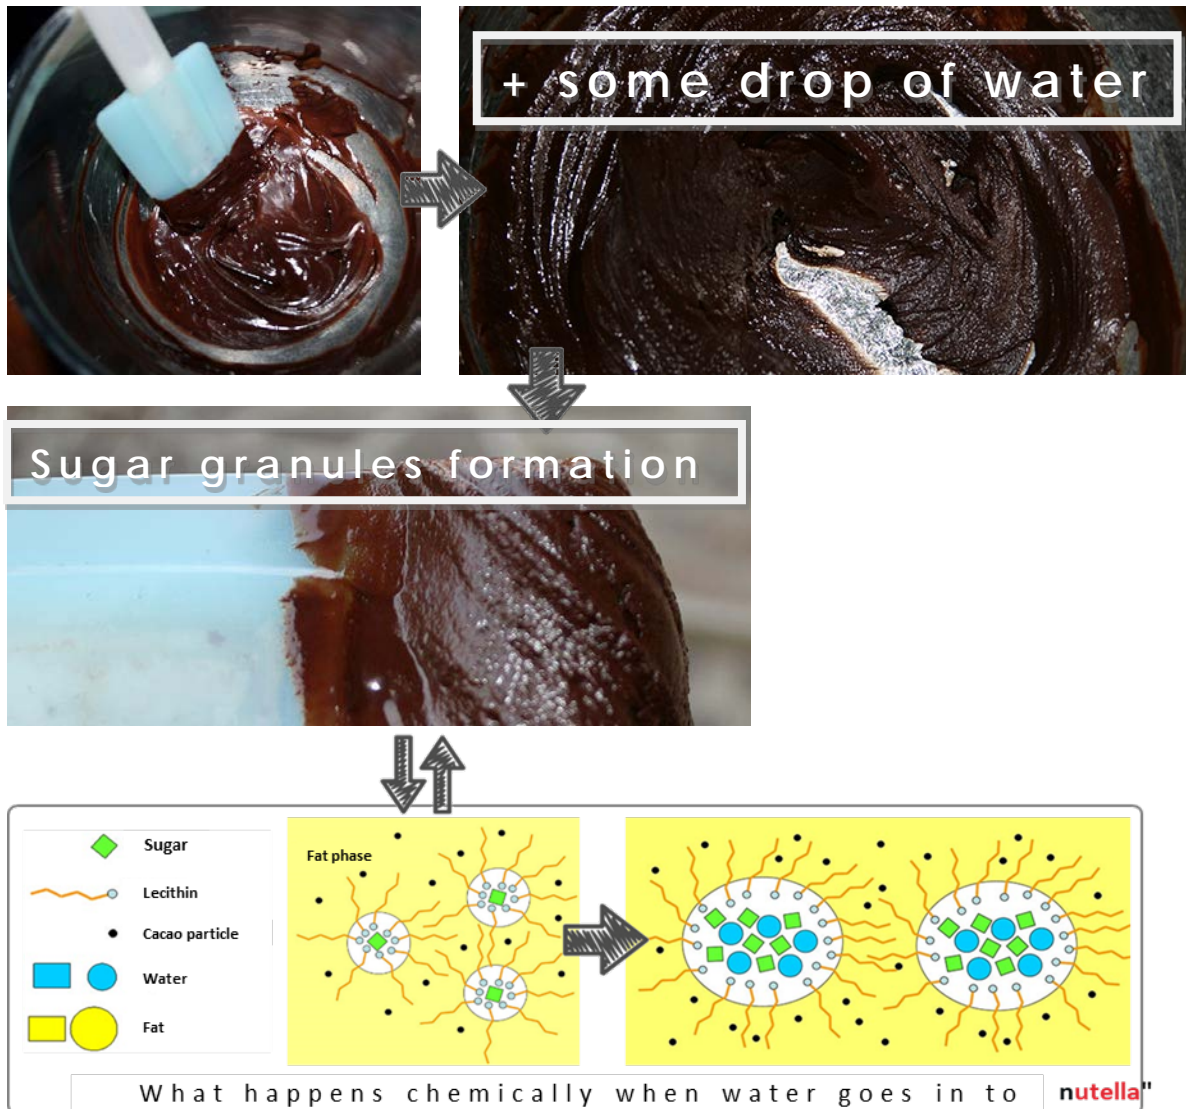 + some drop of water
Sugar granules formation
Sugar
Lecithin
Cacao particle
Water
Fat
Fat phase
What happens chemically when water goes in to nutella"